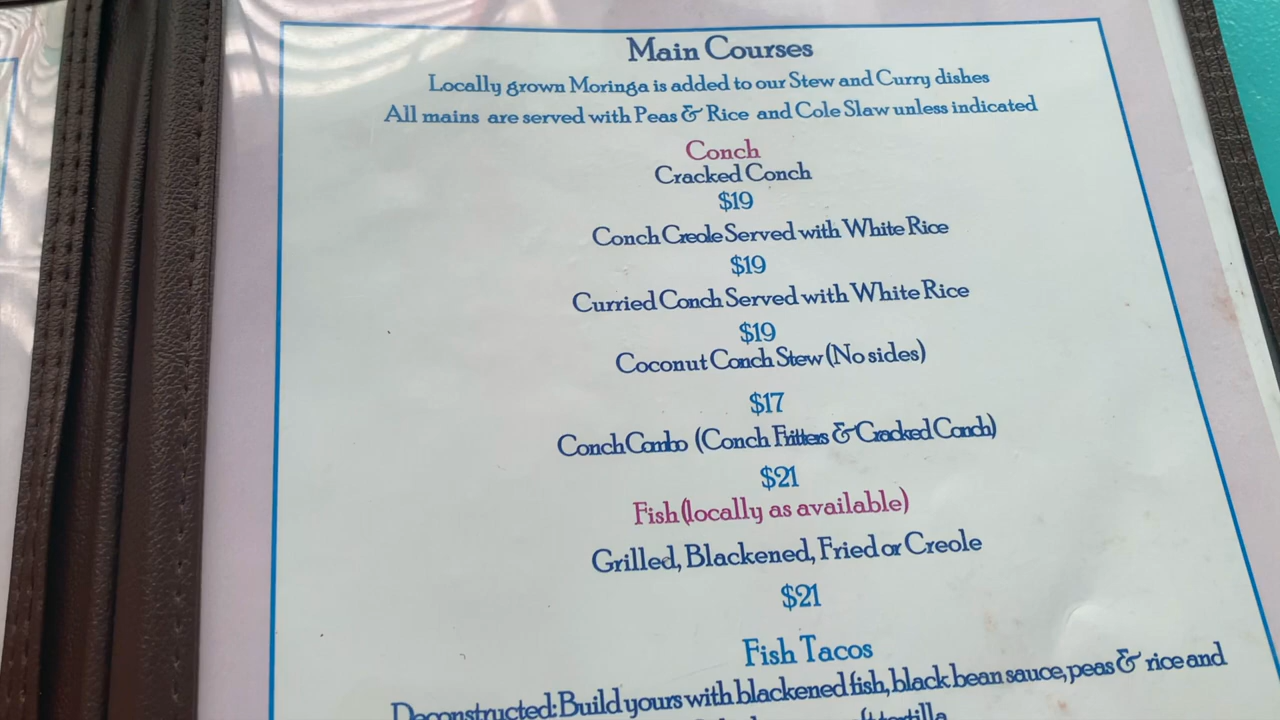 Main Courses
Locally grown Moringa is added to our Stew and Curry dishes
All mains are served with Peas & Rice and Cole Slaw unless indicated
Conch
Cracked Conch
$19
Conch Creole Served with White Rice
$19
Curried Conch Served with White Rice
$19
Coconut Conch Stew (No sides)
$17
Conch Combo (Conch Fritters & Cracked Conch)
$21
Fish (locally as available)
Grilled, Blackened, Fried or Creole
$21
Fish Tacos
Deconstructed: Build yours with blackened fish, black bean sauce, peas & rice and
tortilla